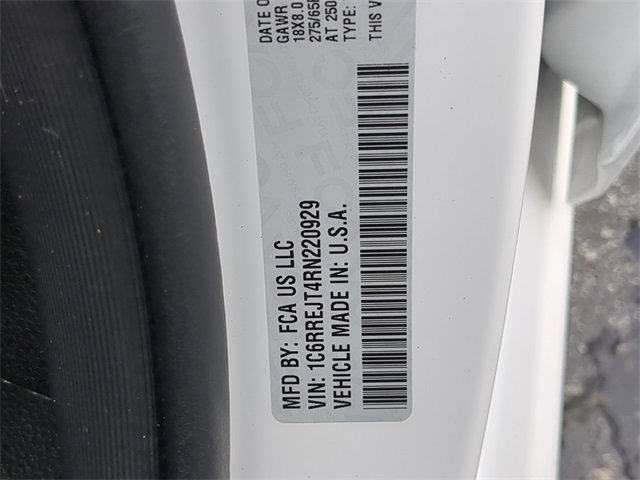 DATE O
GAWR
18X8.0
275/65R
AT 250
TYPE:
THIS V
MFD BY: FCA US LLC
VIN: 1C6RREJT4RN220929
VEHICLE MADE IN: U.S.A.